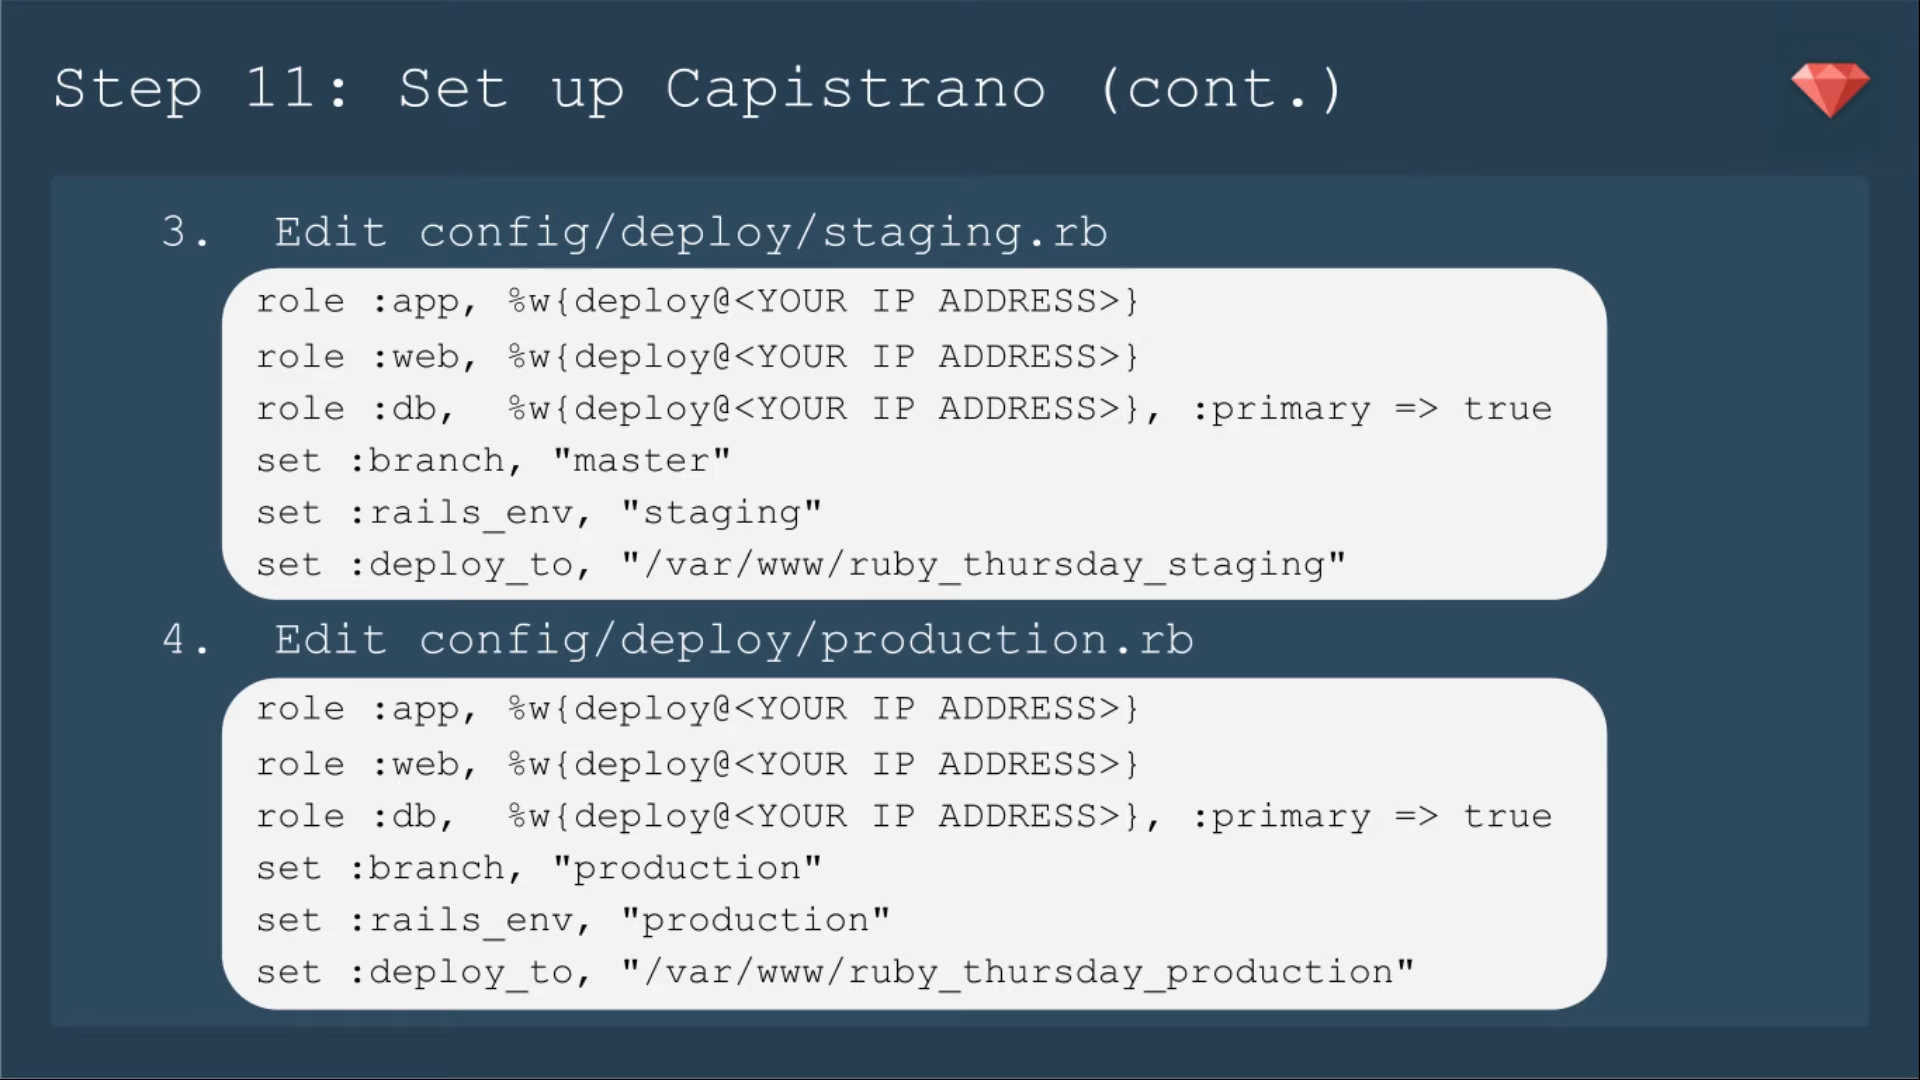 Step 11: Set up Capistrano (cont.)
3. Edit config/deploy/staging.rb
role :app, %w{deploy@<YOUR IP ADDRESS>}
role :web, %w{deploy@<YOUR IP ADDRESS>}
role :db,  %w{deploy@<YOUR IP ADDRESS>}, :primary => true
set :branch, "master"
set :rails_env, "staging"
set :deploy_to, "/var/www/ruby_thursday_staging"
4. Edit config/deploy/production.rb
role :app, %w{deploy@<YOUR IP ADDRESS>}
role :web, %w{deploy@<YOUR IP ADDRESS>}
role :db,  %w{deploy@<YOUR IP ADDRESS>}, :primary => true
set :branch, "production"
set :rails_env, "production"
set :deploy_to, "/var/www/ruby_thursday_production"